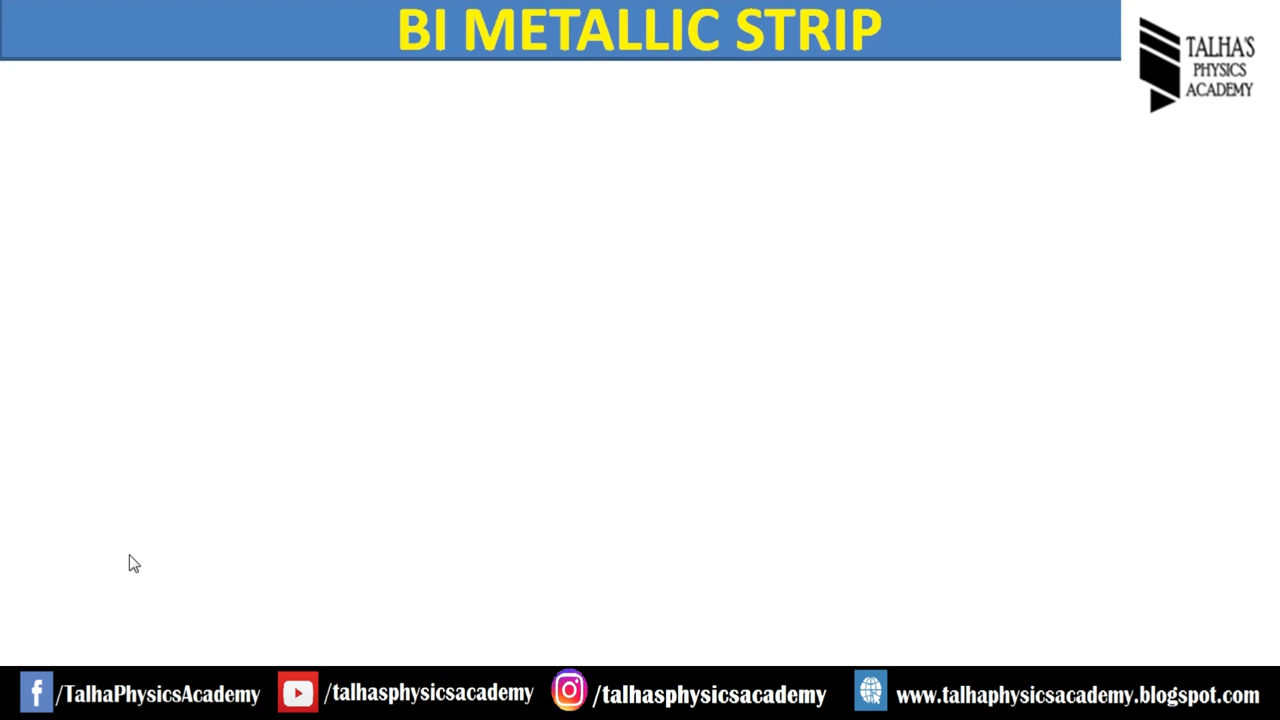 BI METALLIC STRIP
TALHA'S
PHYSICS
ACADEMY
/TalhaPhysicsAcademy
/talhasphysicsacademy
/talhasphysicsacademy
www.talhaphysicsacademy.blogspot.com